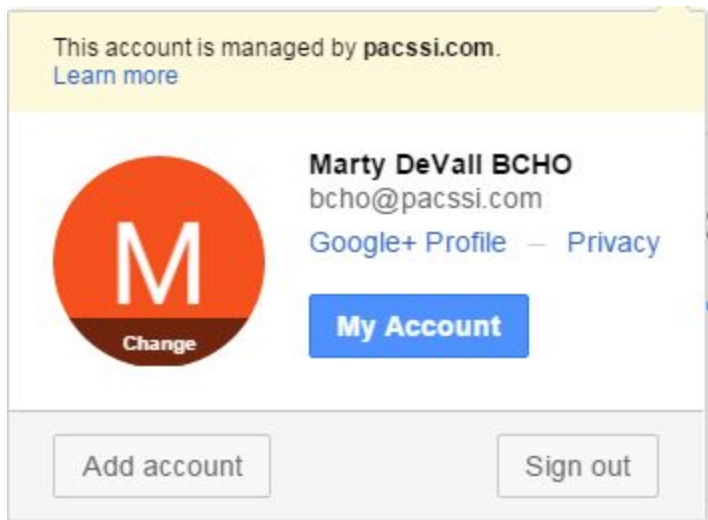 This account is managed by pacssi.com.
Learn more
M
Change
Marty DeVall BCHO
bcho@pacssi.com
Google+ Profile – Privacy
My Account
Add account
Sign out